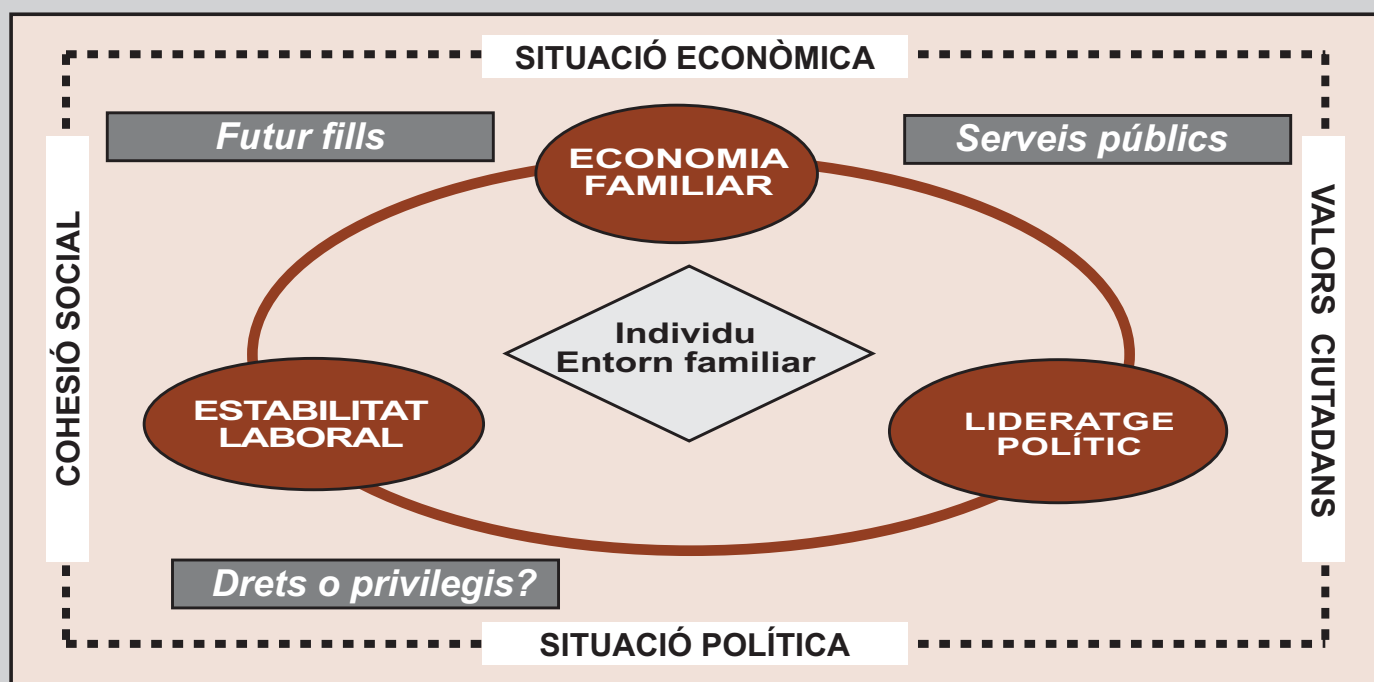 SITUACIÓ ECONÒMICA
Futur fills
Serveis públics
ECONOMIA
FAMILIAR
COHESIÓ SOCIAL
VALORS CIUTADANS
Individu
Entorn familiar
ESTABILITAT
LABORAL
LIDERATGE
POLÍTIC
Drets o privilegis?
SITUACIÓ POLÍTICA